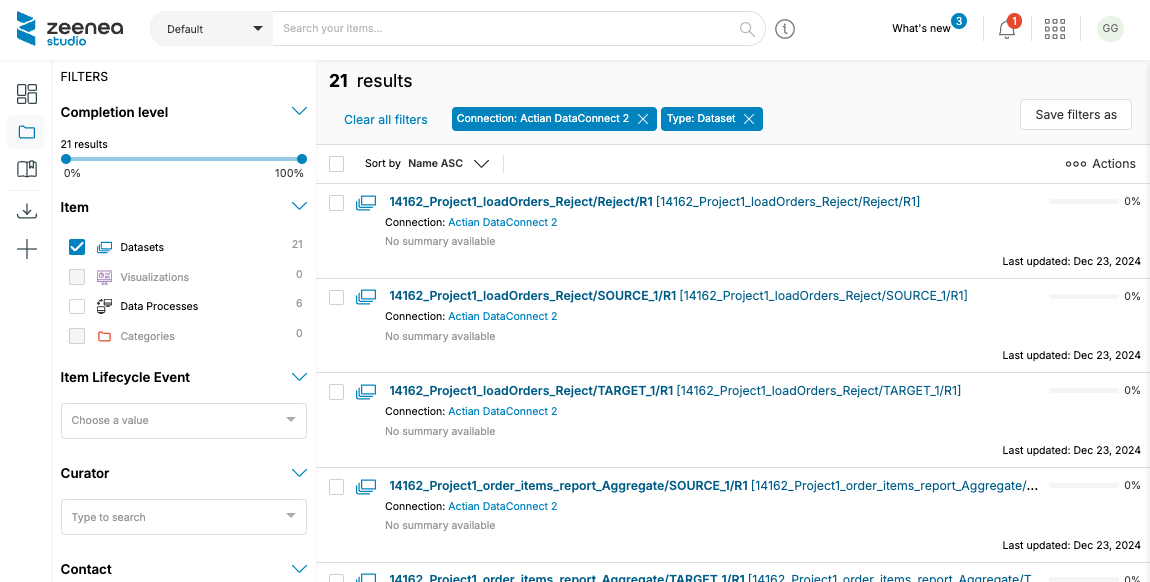 zeenea
studio
Default
Search your items...
What's new
3
1
GG
FILTERS
Completion level
21 results
0%
100%
Item
Datasets
21
Visualizations
0
Data Processes
6
Categories
0
Item Lifecycle Event
Choose a value
Curator
Type to search
Contact
21 results
Clear all filters
Connection: Actian DataConnect 2
Type: Dataset
Save filters as
Sort by Name ASC
Actions
14162_Project1_loadOrders_Reject/Reject/R1 [14162_Project1_loadOrders_Reject/Reject/R1]
0%
Connection: Actian DataConnect 2
No summary available
Last updated: Dec 23, 2024
14162_Project1_loadOrders_Reject/SOURCE_1/R1 [14162_Project1_loadOrders_Reject/SOURCE_1/R1]
0%
Connection: Actian DataConnect 2
No summary available
Last updated: Dec 23, 2024
14162_Project1_loadOrders_Reject/TARGET_1/R1 [14162_Project1_loadOrders_Reject/TARGET_1/R1]
0%
Connection: Actian DataConnect 2
No summary available
Last updated: Dec 23, 2024
14162_Project1_order_items_report_Aggregate/SOURCE_1/R1 [14162_Project1_order_items_report_Aggregate/...
0%
Connection: Actian DataConnect 2
No summary available
Last updated: Dec 23, 2024
14162_Project1_order_items_report_Aggregate/TARGET_1/R1 [14162_Project1_order_items_report_Aggregate/T...
0%